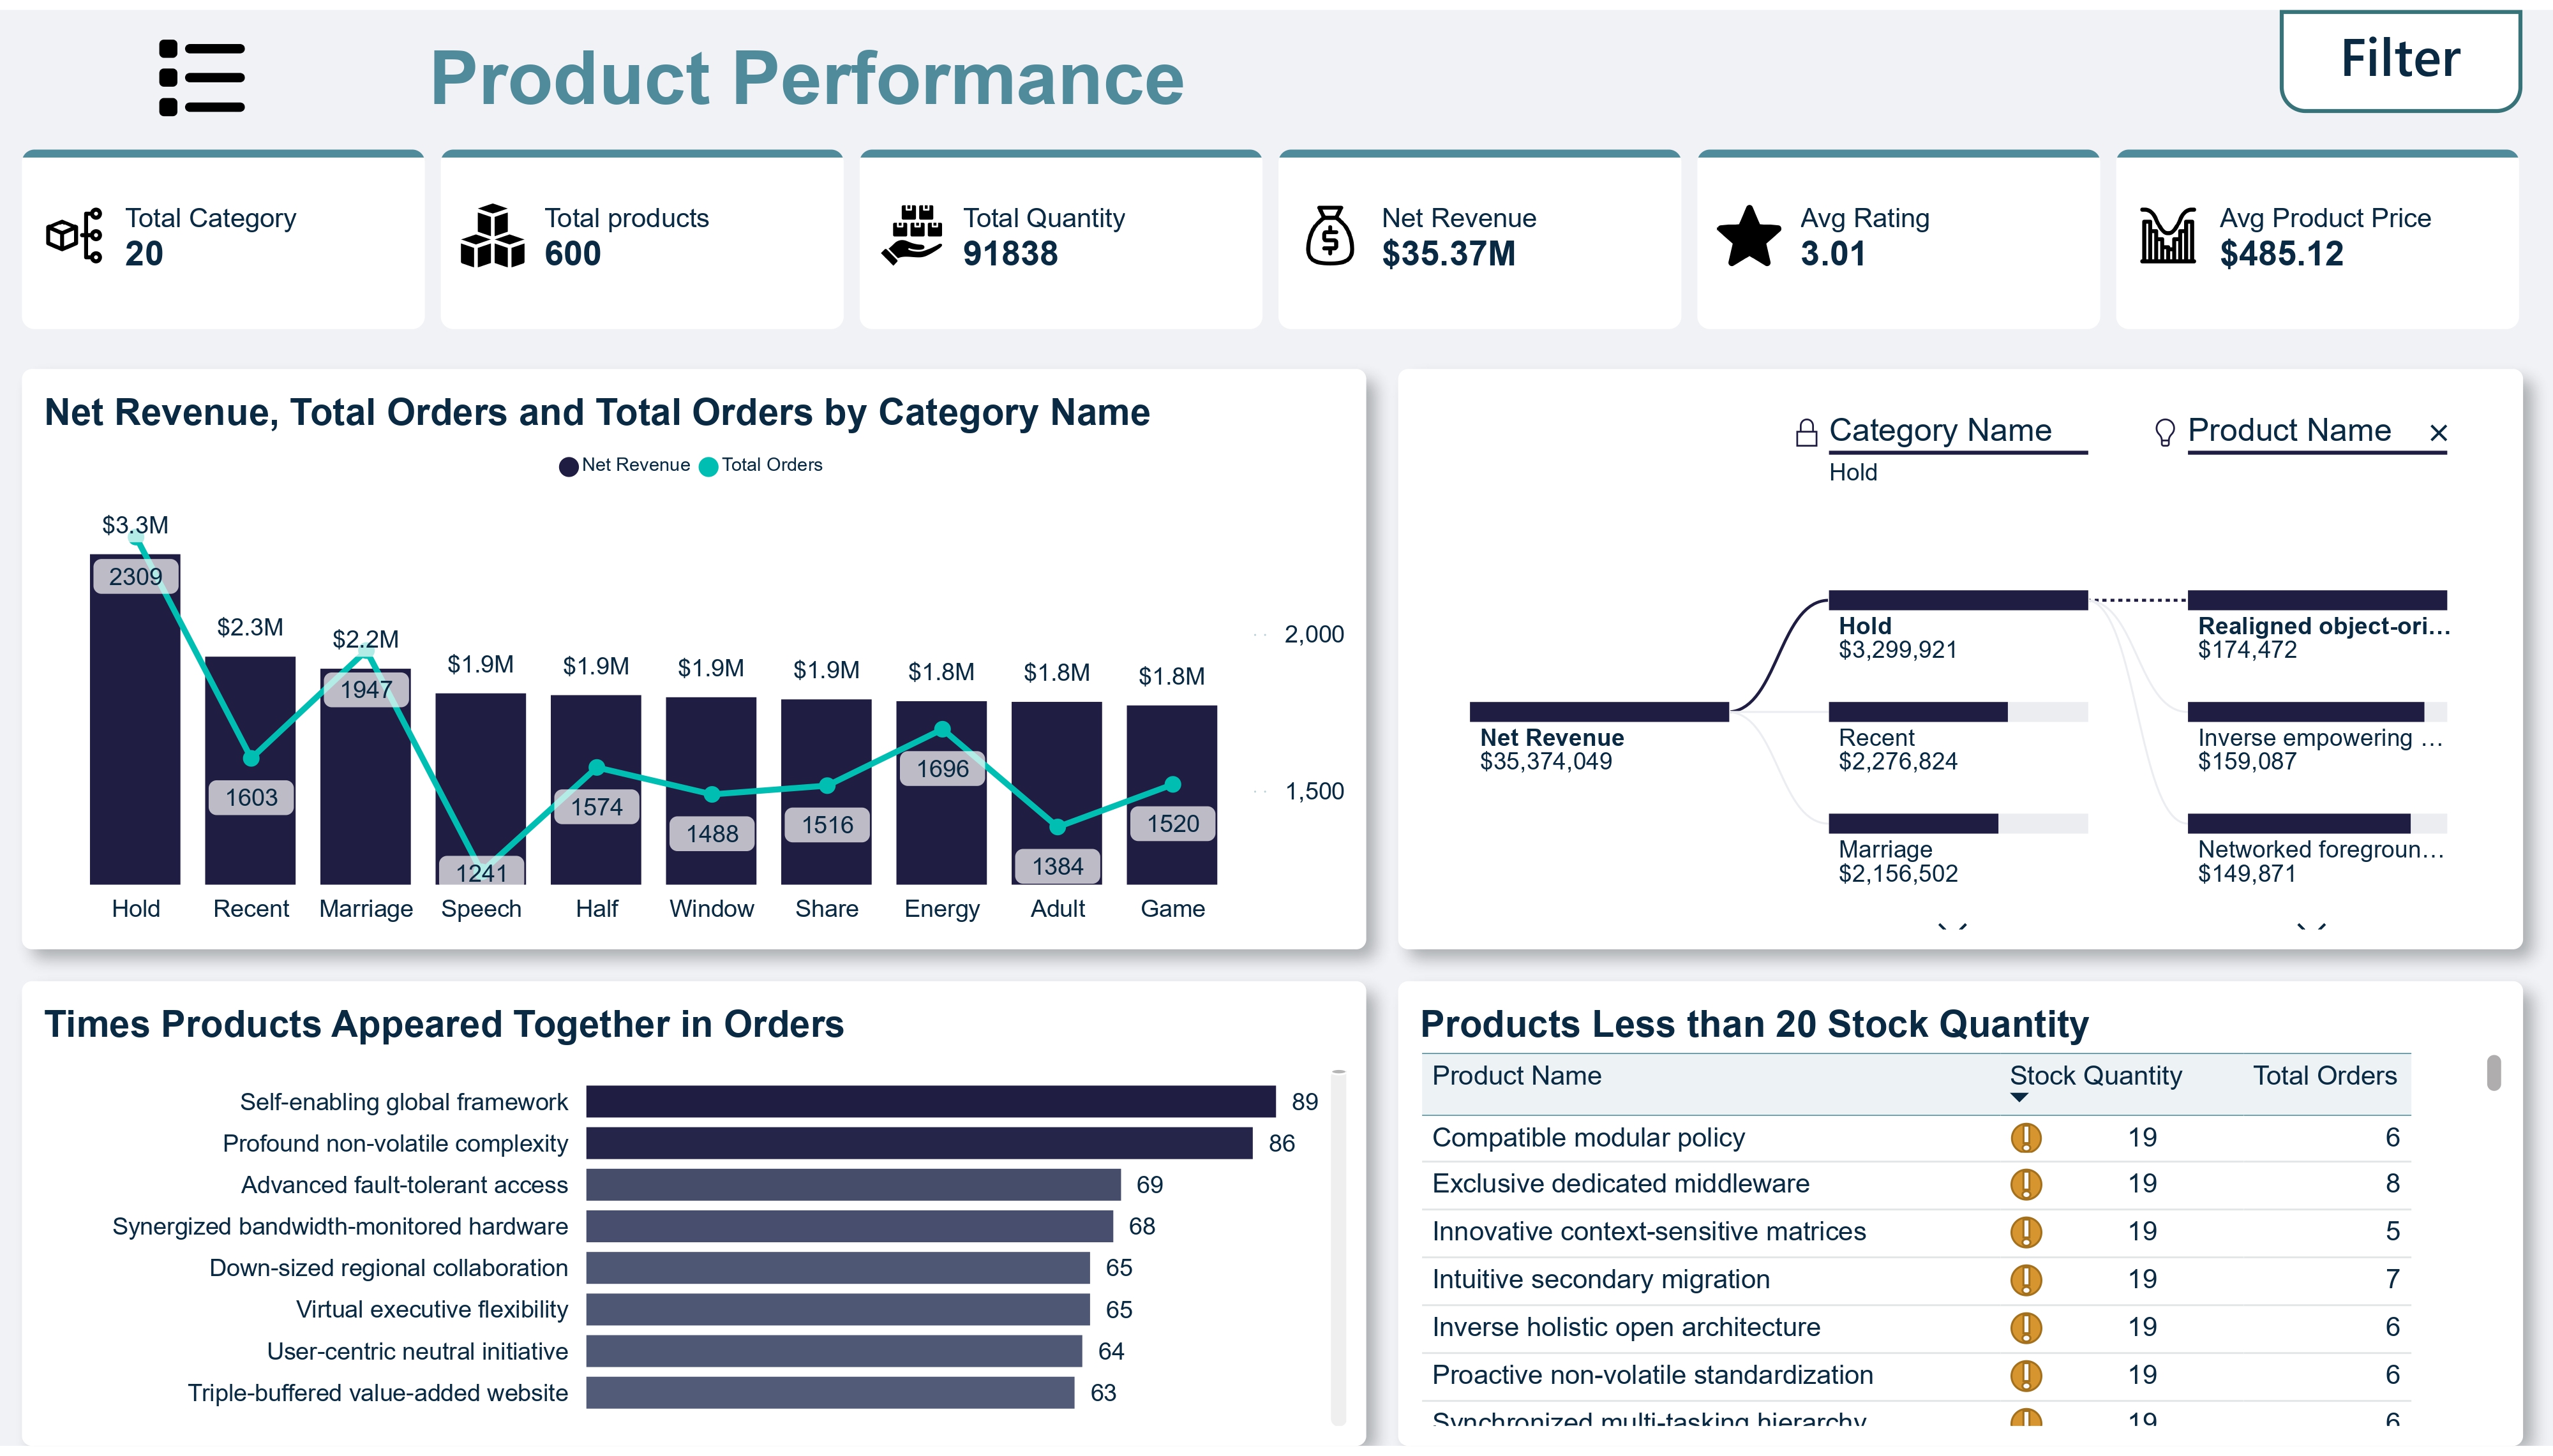 Product Performance
Filter
Total Category
20
Total products
600
Total Quantity
91838
Net Revenue
$35.37M
Avg Rating
3.01
Avg Product Price
$485.12
Net Revenue, Total Orders and Total Orders by Category Name
Net Revenue Total Orders
$3.3M
2309
$2.3M
1603
$2.2M
1947
$1.9M
1241
$1.9M
1574
$1.9M
1488
$1.9M
1516
$1.8M
1696
$1.8M
1384
$1.8M
1520
2,000
1,500
Hold Recent Marriage Speech Half Window Share Energy Adult Game
Category Name
Hold
Product Name
Net Revenue
$35,374,049
Hold
$3,299,921
Recent
$2,276,824
Marriage
$2,156,502
Realigned object-ori...
$174,472
Inverse empowering ...
$159,087
Networked foregroun...
$149,871
Times Products Appeared Together in Orders
Self-enabling global framework 89
Profound non-volatile complexity 86
Advanced fault-tolerant access 69
Synergized bandwidth-monitored hardware 68
Down-sized regional collaboration 65
Virtual executive flexibility 65
User-centric neutral initiative 64
Triple-buffered value-added website 63
Products Less than 20 Stock Quantity
Product Name Stock Quantity Total Orders
Compatible modular policy 19 6
Exclusive dedicated middleware 19 8
Innovative context-sensitive matrices 19 5
Intuitive secondary migration 19 7
Inverse holistic open architecture 19 6
Proactive non-volatile standardization 19 6
Synchronized multi-tasking hierarchy 19 6